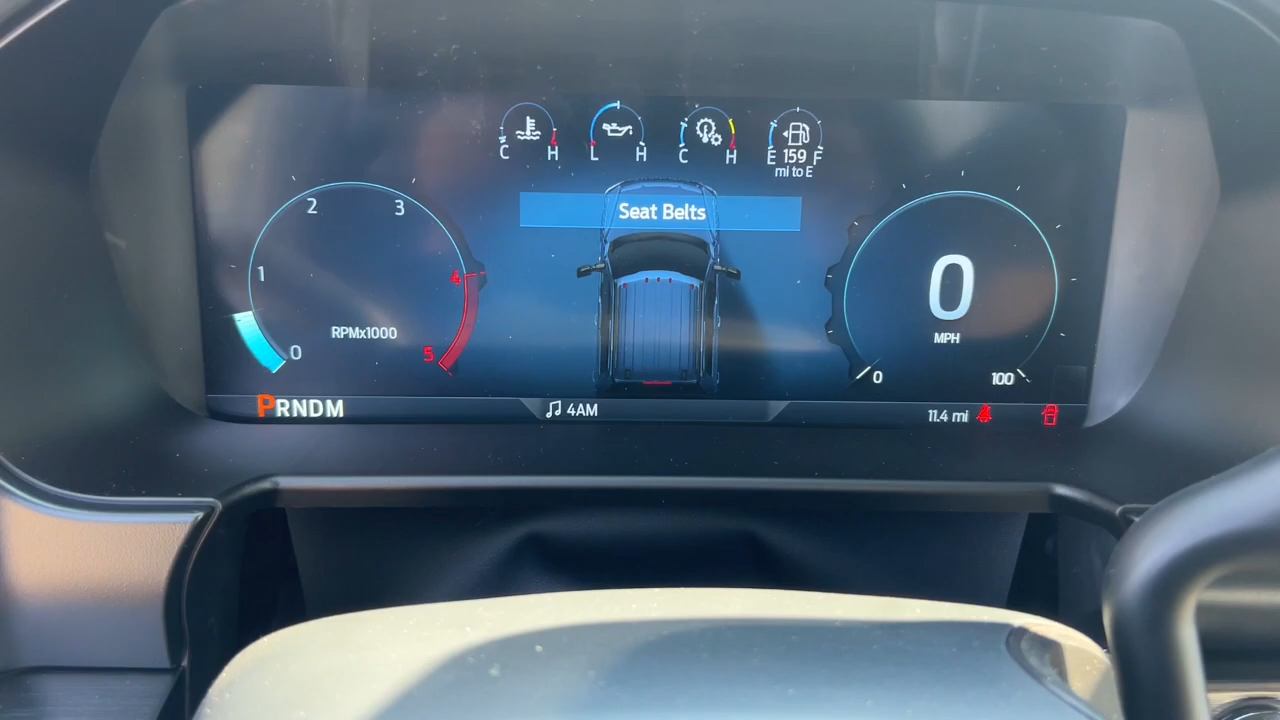 C H
L H
C H
E 159 F
mi to E
Seat Belts
2 3
1 4
RPMx1000
0 5
0
MPH
0 100
PRNDM
4AM
11.4 mi